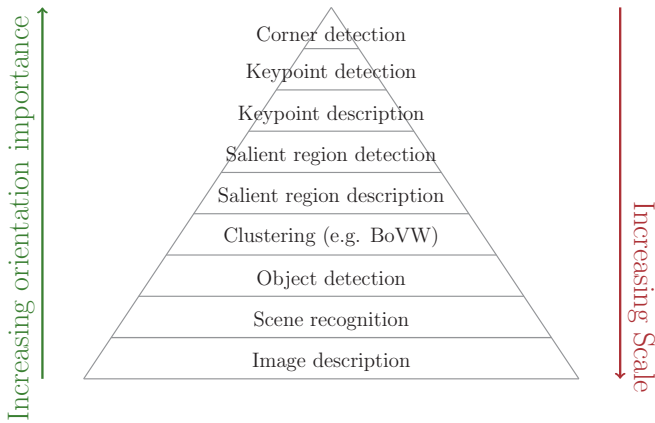 Increasing orientation importance
Corner detection
Keypoint detection
Keypoint description
Salient region detection
Salient region description
Clustering (e.g. BoVW)
Object detection
Scene recognition
Image description
Increasing Scale